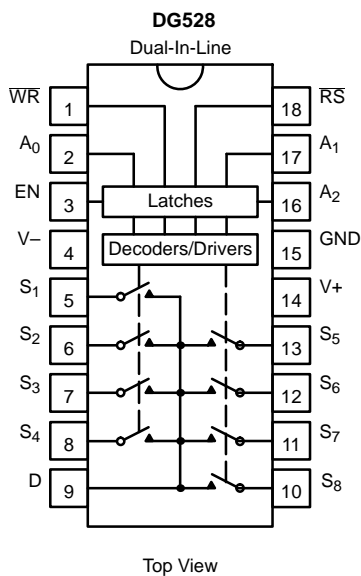 DG528
Dual-In-Line
WR 1 18 RS
A0 2 17 A1
EN 3 Latches 16 A2
V– 4 Decoders/Drivers 15 GND
S1 5 14 V+
S2 6 13 S5
S3 7 12 S6
S4 8 11 S7
D 9 10 S8
Top View